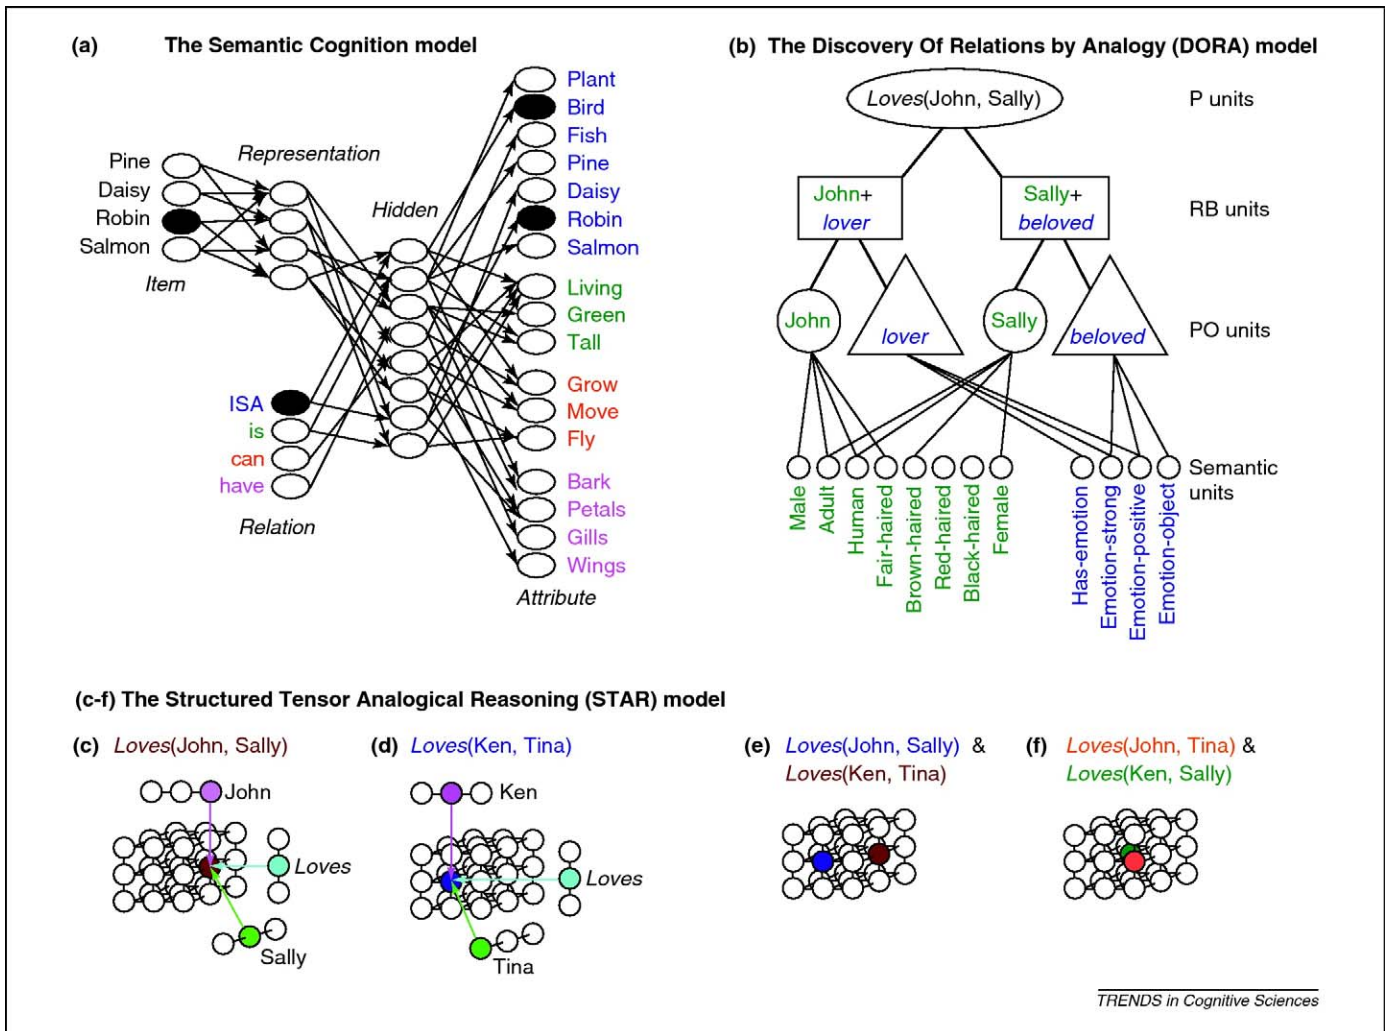 (a) The Semantic Cognition model
Plant
Bird
Fish
Pine
Daisy
Robin
Salmon
Living
Green
Tall
Grow
Move
Fly
Bark
Petals
Gills
Wings
Attribute
Representation
Hidden
Pine
Daisy
Robin
Salmon
Item
ISA
is
can
have
Relation
(b) The Discovery Of Relations by Analogy (DORA) model
Loves(John, Sally)
P units
John+
lover
Sally+
beloved
RB units
John
lover
Sally
beloved
PO units
Semantic
units
Male
Adult
Human
Fair-haired
Brown-haired
Red-haired
Black-haired
Female
Has-emotion
Emotion-strong
Emotion-positive
Emotion-object
(c-f) The Structured Tensor Analogical Reasoning (STAR) model
(c) Loves(John, Sally)
John
Loves
Sally
(d) Loves(Ken, Tina)
Ken
Loves
Tina
(e) Loves(John, Sally) &
Loves(Ken, Tina)
(f) Loves(John, Tina) &
Loves(Ken, Sally)
TRENDS in Cognitive Sciences